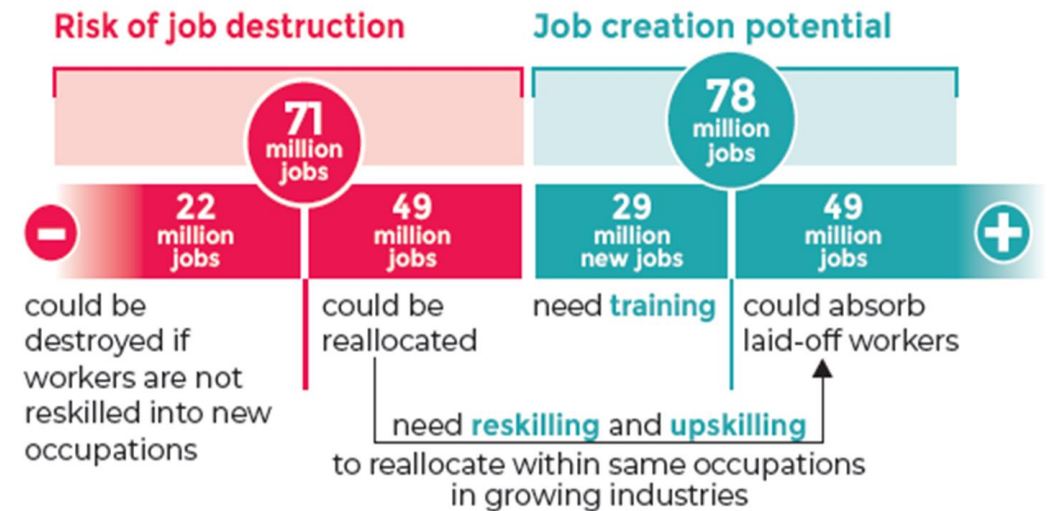 Risk of job destruction
Job creation potential
71
million
jobs
78
million
jobs
22
million
jobs
49
million
jobs
29
million
new jobs
49
million
jobs
could be
destroyed if
workers are not
reskilled into new
occupations
could be
reallocated
need training
could absorb
laid-off workers
need reskilling and upskilling
to reallocate within same occupations
in growing industries